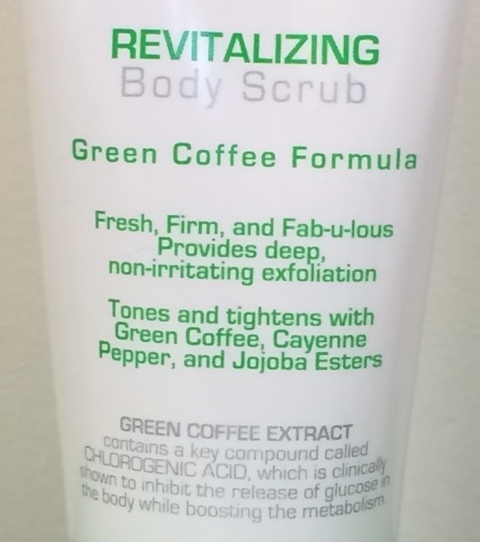 REVITALIZING
Body Scrub
Green Coffee Formula
Fresh, Firm, and Fab-u-lous
Provides deep,
non-irritating exfoliation
Tones and tightens with
Green Coffee, Cayenne
Pepper, and Jojoba Esters
GREEN COFFEE EXTRACT
contains a key compound called
CHLOROGENIC ACID, which is clinically
shown to inhibit the release of glucose in
the body while boosting the metabolism.